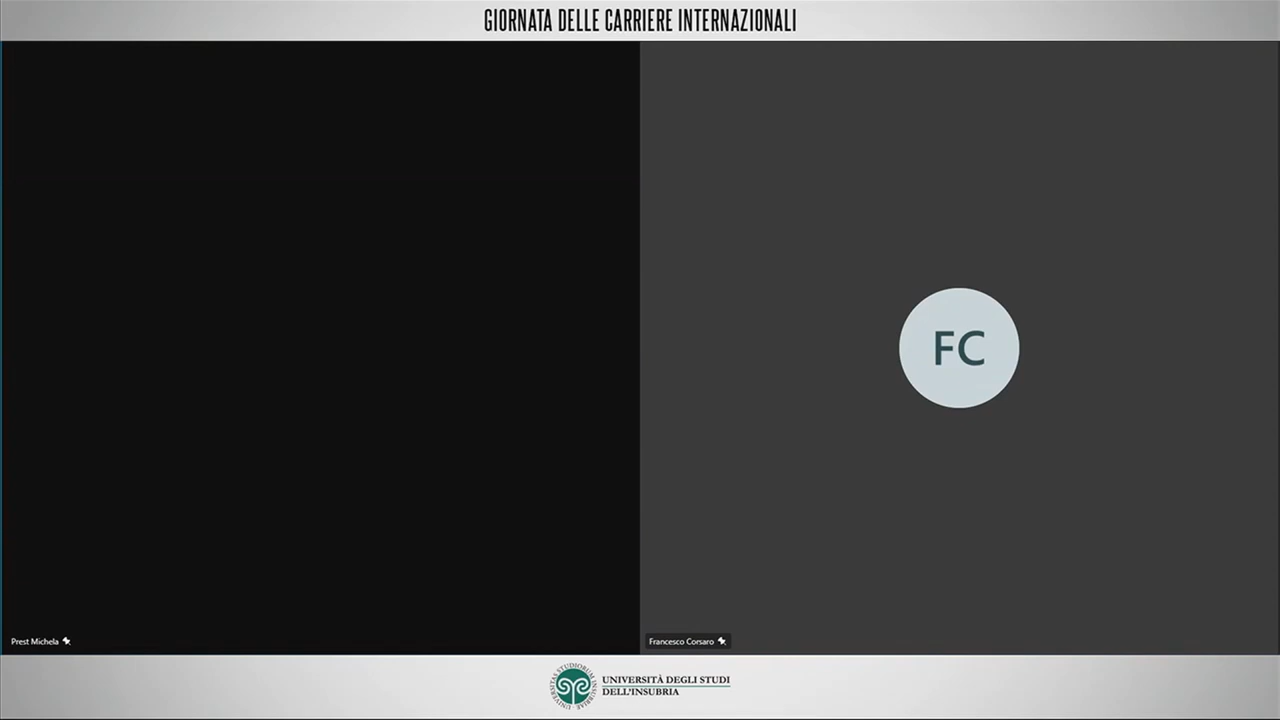 GIORNATA DELLE CARRIERE INTERNAZIONALI
FC
Prest Michela
Francesco Corsaro
UNIVERSITÀ DEGLI STUDI
DELL'INSUBRIA